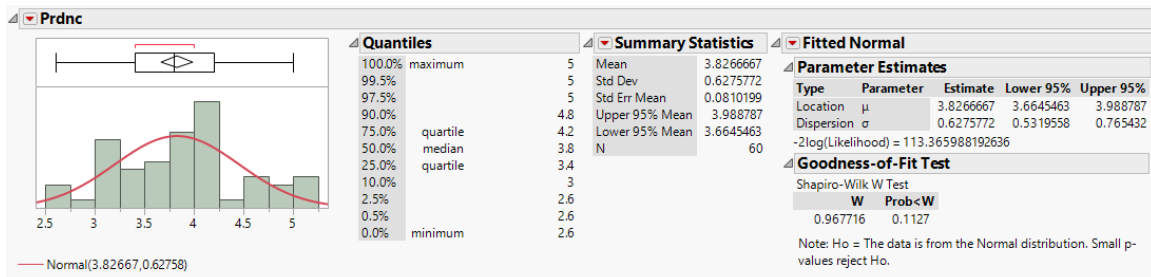 Prdnc
2.5 3 3.5 4 4.5 5
Normal(3.82667,0.62758)
Quantiles
100.0% maximum 5
99.5% 5
97.5% 5
90.0% 4.8
75.0% quartile 4.2
50.0% median 3.8
25.0% quartile 3.4
10.0% 3
2.5% 2.6
0.5% 2.6
0.0% minimum 2.6
Summary Statistics
Mean 3.8266667
Std Dev 0.6275772
Std Err Mean 0.0810199
Upper 95% Mean 3.988787
Lower 95% Mean 3.6645463
N 60
Fitted Normal
Parameter Estimates
Type Parameter Estimate Lower 95% Upper 95%
Location μ 3.8266667 3.6645463 3.988787
Dispersion σ 0.6275772 0.5319558 0.765432
-2log(Likelihood) = 113.365988192636
Goodness-of-Fit Test
Shapiro-Wilk W Test
W Prob<W
0.967716 0.1127
Note: Ho = The data is from the Normal distribution. Small p-
values reject Ho.